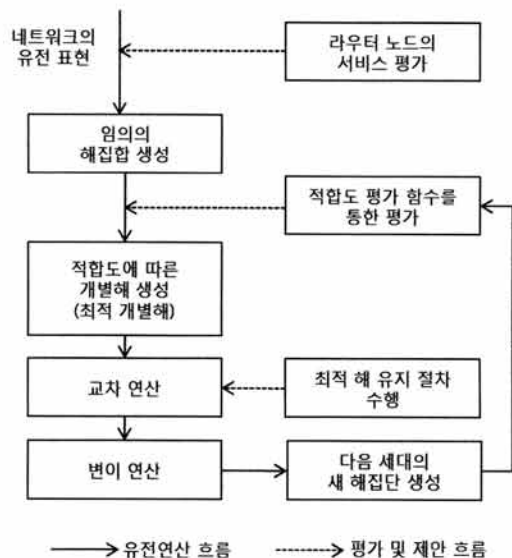 네트워크의
유전 표현
라우터 노드의
서비스 평가
임의의
해집합 생성
적합도 평가 함수를
통한 평가
적합도에 따른
개별해 생성
(최적 개별해)
교차 연산
최적 해 유지 절차
수행
변이 연산
다음 세대의
새 해집단 생성
유전연산 흐름
평가 및 제안 흐름